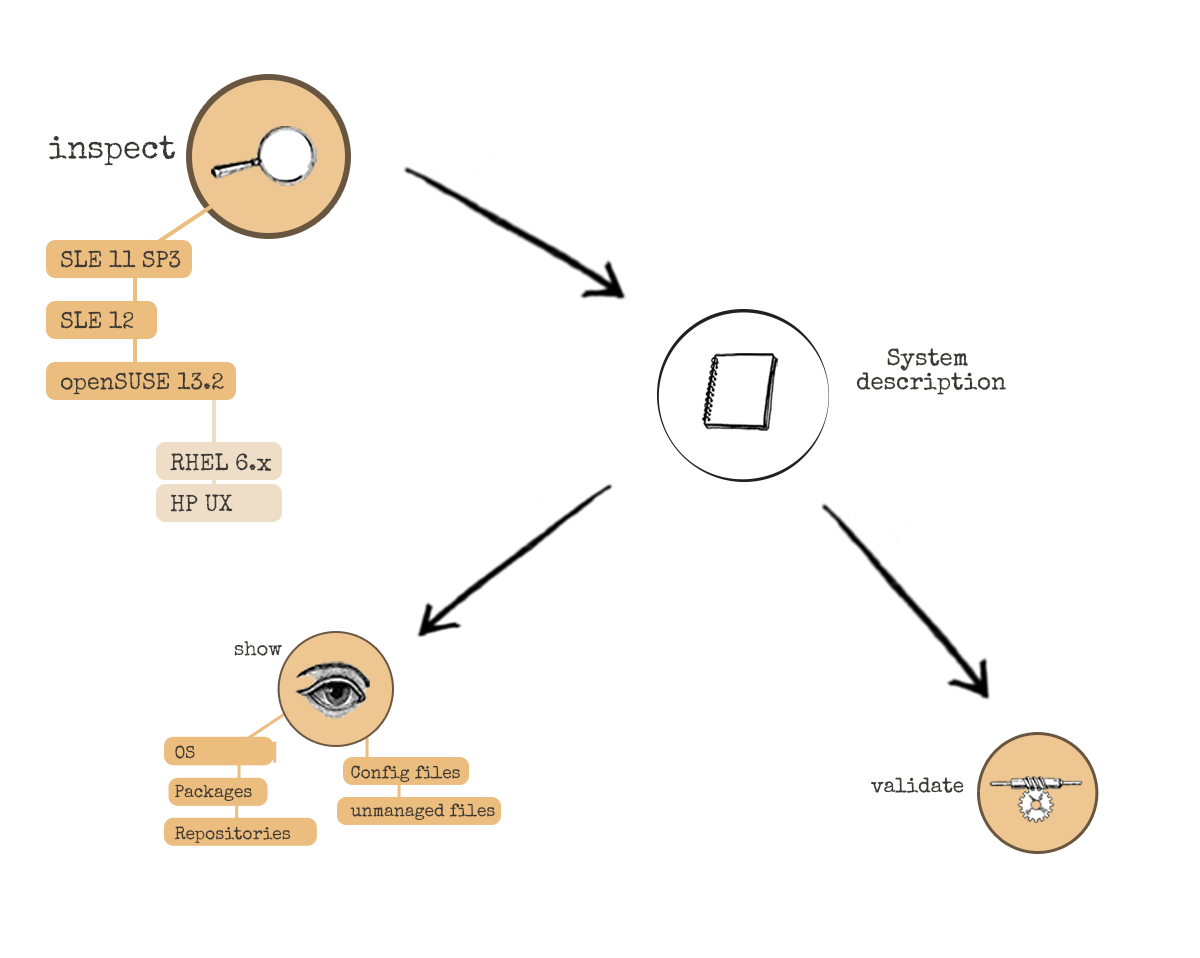 inspect
SLE 11 SP3
SLE 12
openSUSE 13.2
RHEL 6.x
HP UX
System
description
show
OS
Packages
Repositories
Config files
unmanaged files
validate